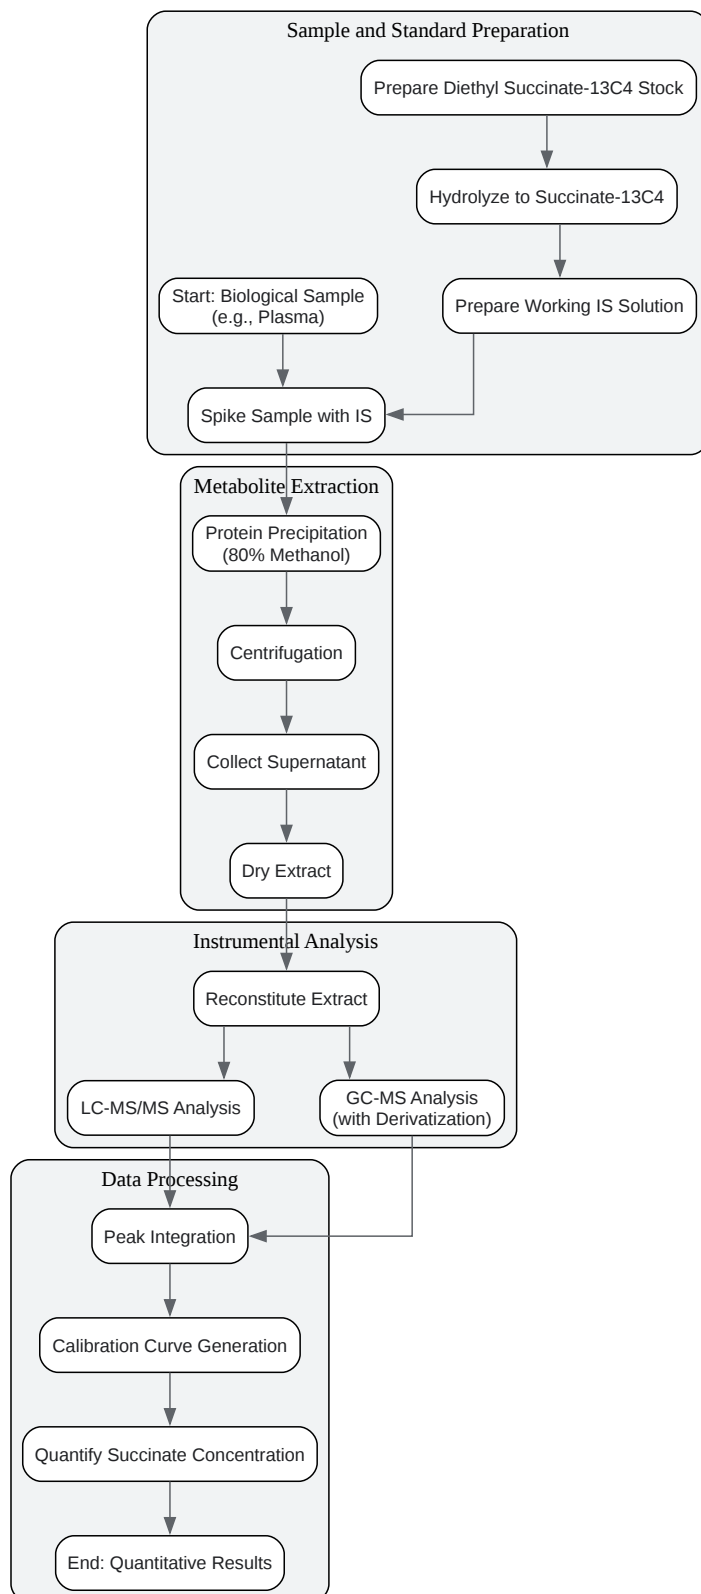 Sample and Standard Preparation
Prepare Diethyl Succinate-13C4 Stock
Hydrolyze to Succinate-13C4
Start: Biological Sample
(e.g., Plasma)
Prepare Working IS Solution
Spike Sample with IS
Metabolite Extraction
Protein Precipitation
(80% Methanol)
Centrifugation
Collect Supernatant
Dry Extract
Instrumental Analysis
Reconstitute Extract
LC-MS/MS Analysis
GC-MS Analysis
(with Derivatization)
Data Processing
Peak Integration
Calibration Curve Generation
Quantify Succinate Concentration
End: Quantitative Results